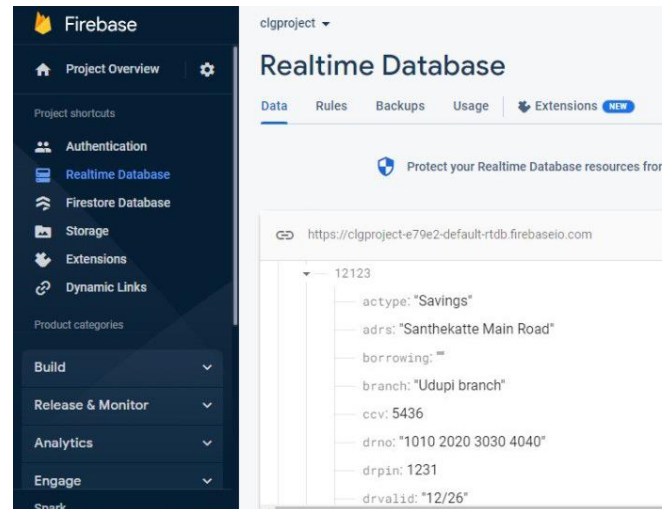 Firebase
Project Overview
Project shortcuts
Authentication
Realtime Database
Firestore Database
Storage
Extensions
Dynamic Links
Product categories
Build
Release & Monitor
Analytics
Engage
Spark
clgproject
Realtime Database
Data Rules Backups Usage Extensions NEW
Protect your Realtime Database resources from
https://clgproject-e79e2-default-rtdb.firebaseio.com
12123
actype: "Savings"
adrs: "Santhekatte Main Road"
borrowing: ""
branch: "Udupi branch"
ccv: 5436
drno: "1010 2020 3030 4040"
drpin: 1231
drvalid: "12/26"